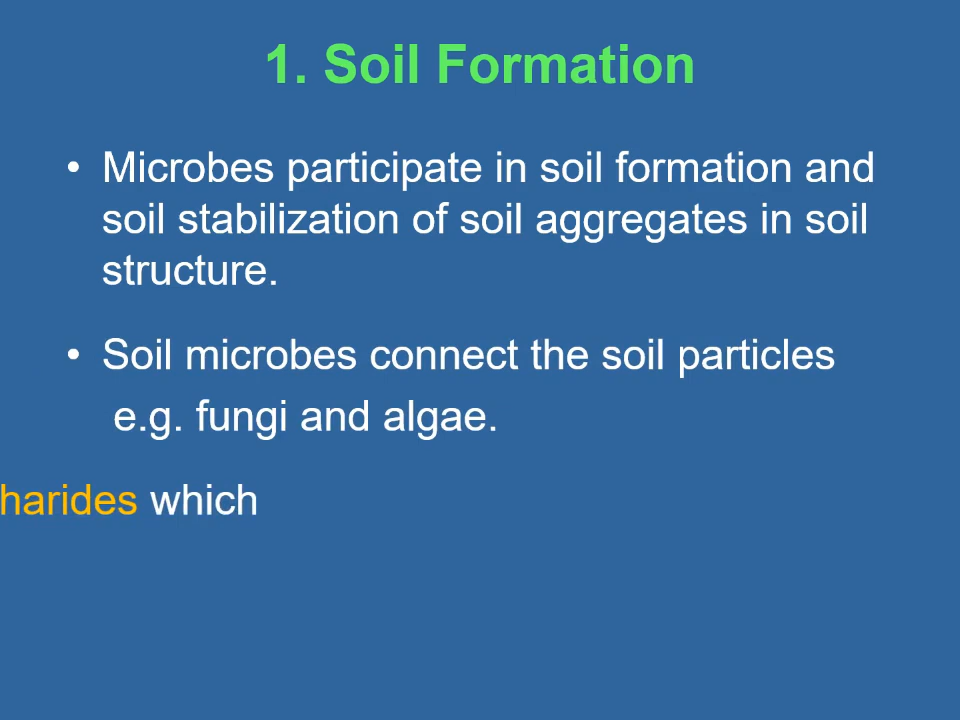 1. Soil Formation
• Microbes participate in soil formation and
soil stabilization of soil aggregates in soil
structure.
• Soil microbes connect the soil particles
e.g. fungi and algae.
harides which